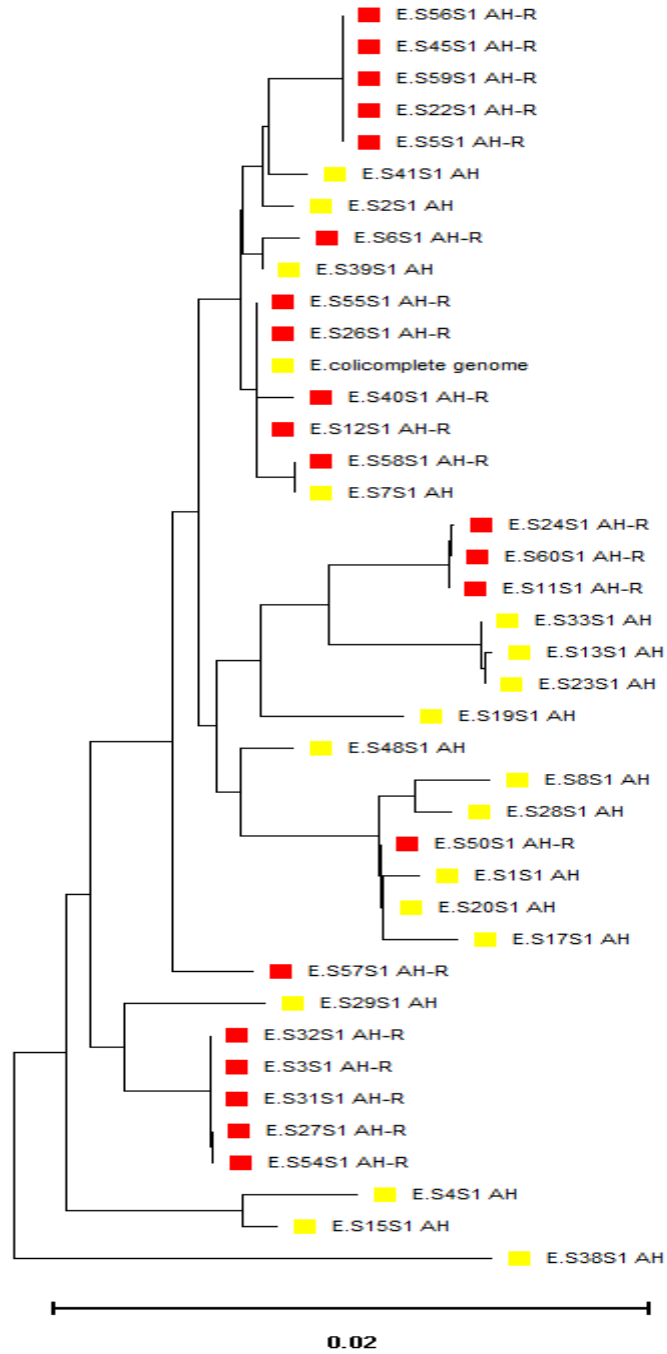 E.S56S1 AH-R
E.S45S1 AH-R
E.S59S1 AH-R
E.S22S1 AH-R
E.S5S1 AH-R
E.S41S1 AH
E.S2S1 AH
E.S6S1 AH-R
E.S39S1 AH
E.S55S1 AH-R
E.S26S1 AH-R
E.colicomplete genome
E.S40S1 AH-R
E.S12S1 AH-R
E.S58S1 AH-R
E.S7S1 AH
E.S24S1 AH-R
E.S60S1 AH-R
E.S11S1 AH-R
E.S33S1 AH
E.S13S1 AH
E.S23S1 AH
E.S19S1 AH
E.S48S1 AH
E.S8S1 AH
E.S28S1 AH
E.S50S1 AH-R
E.S1S1 AH
E.S20S1 AH
E.S17S1 AH
E.S57S1 AH-R
E.S29S1 AH
E.S32S1 AH-R
E.S3S1 AH-R
E.S31S1 AH-R
E.S27S1 AH-R
E.S54S1 AH-R
E.S4S1 AH
E.S15S1 AH
E.S38S1 AH
0.02